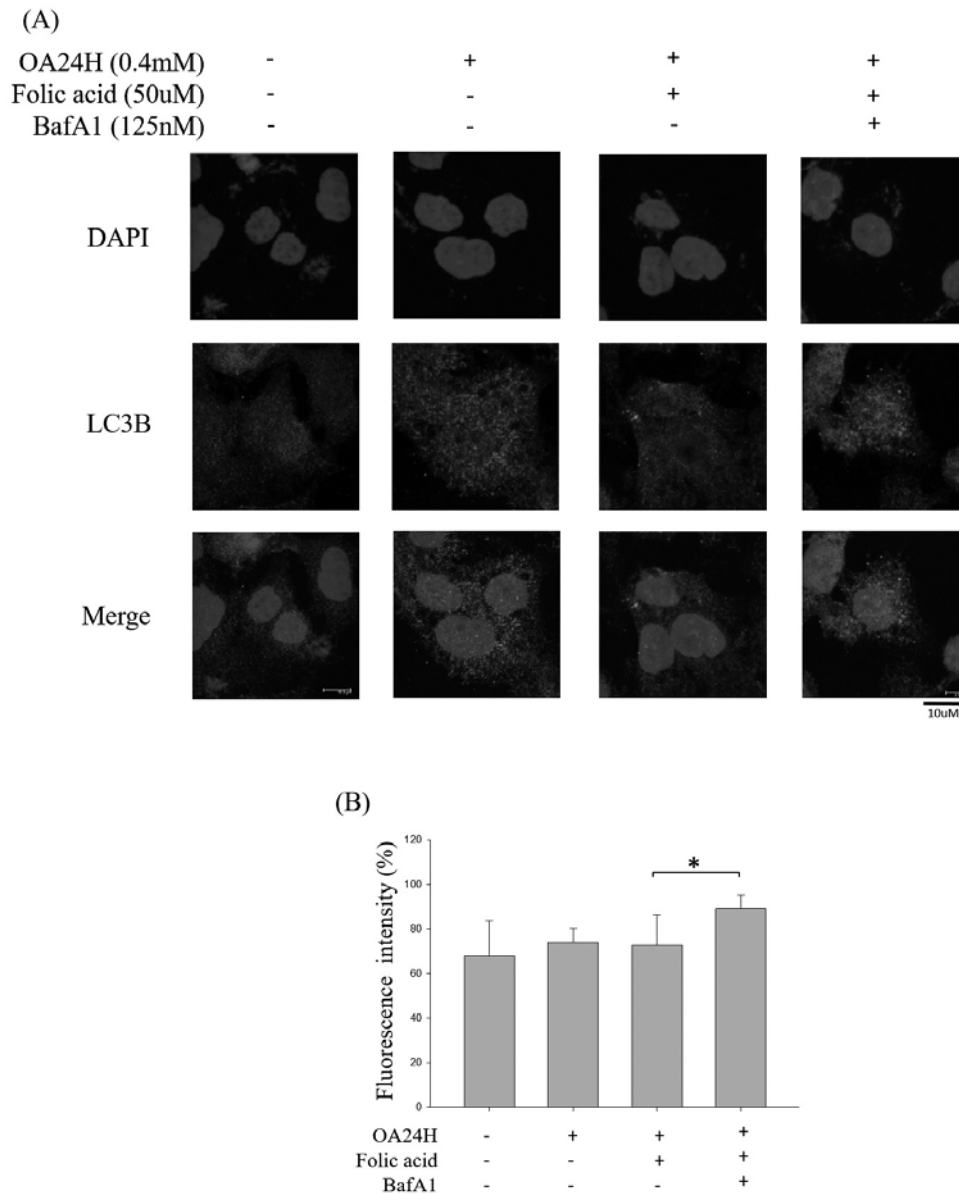 (A)
OA24H (0.4mM) - + + +
Folic acid (50uM) - - + +
BafA1 (125nM) - - - +
DAPI
LC3B
Merge
10uM
(B)
Fluorescence intensity (%)
120
100
80
60
40
20
0
*
OA24H - + + +
Folic acid - - + +
BafA1 - - - +